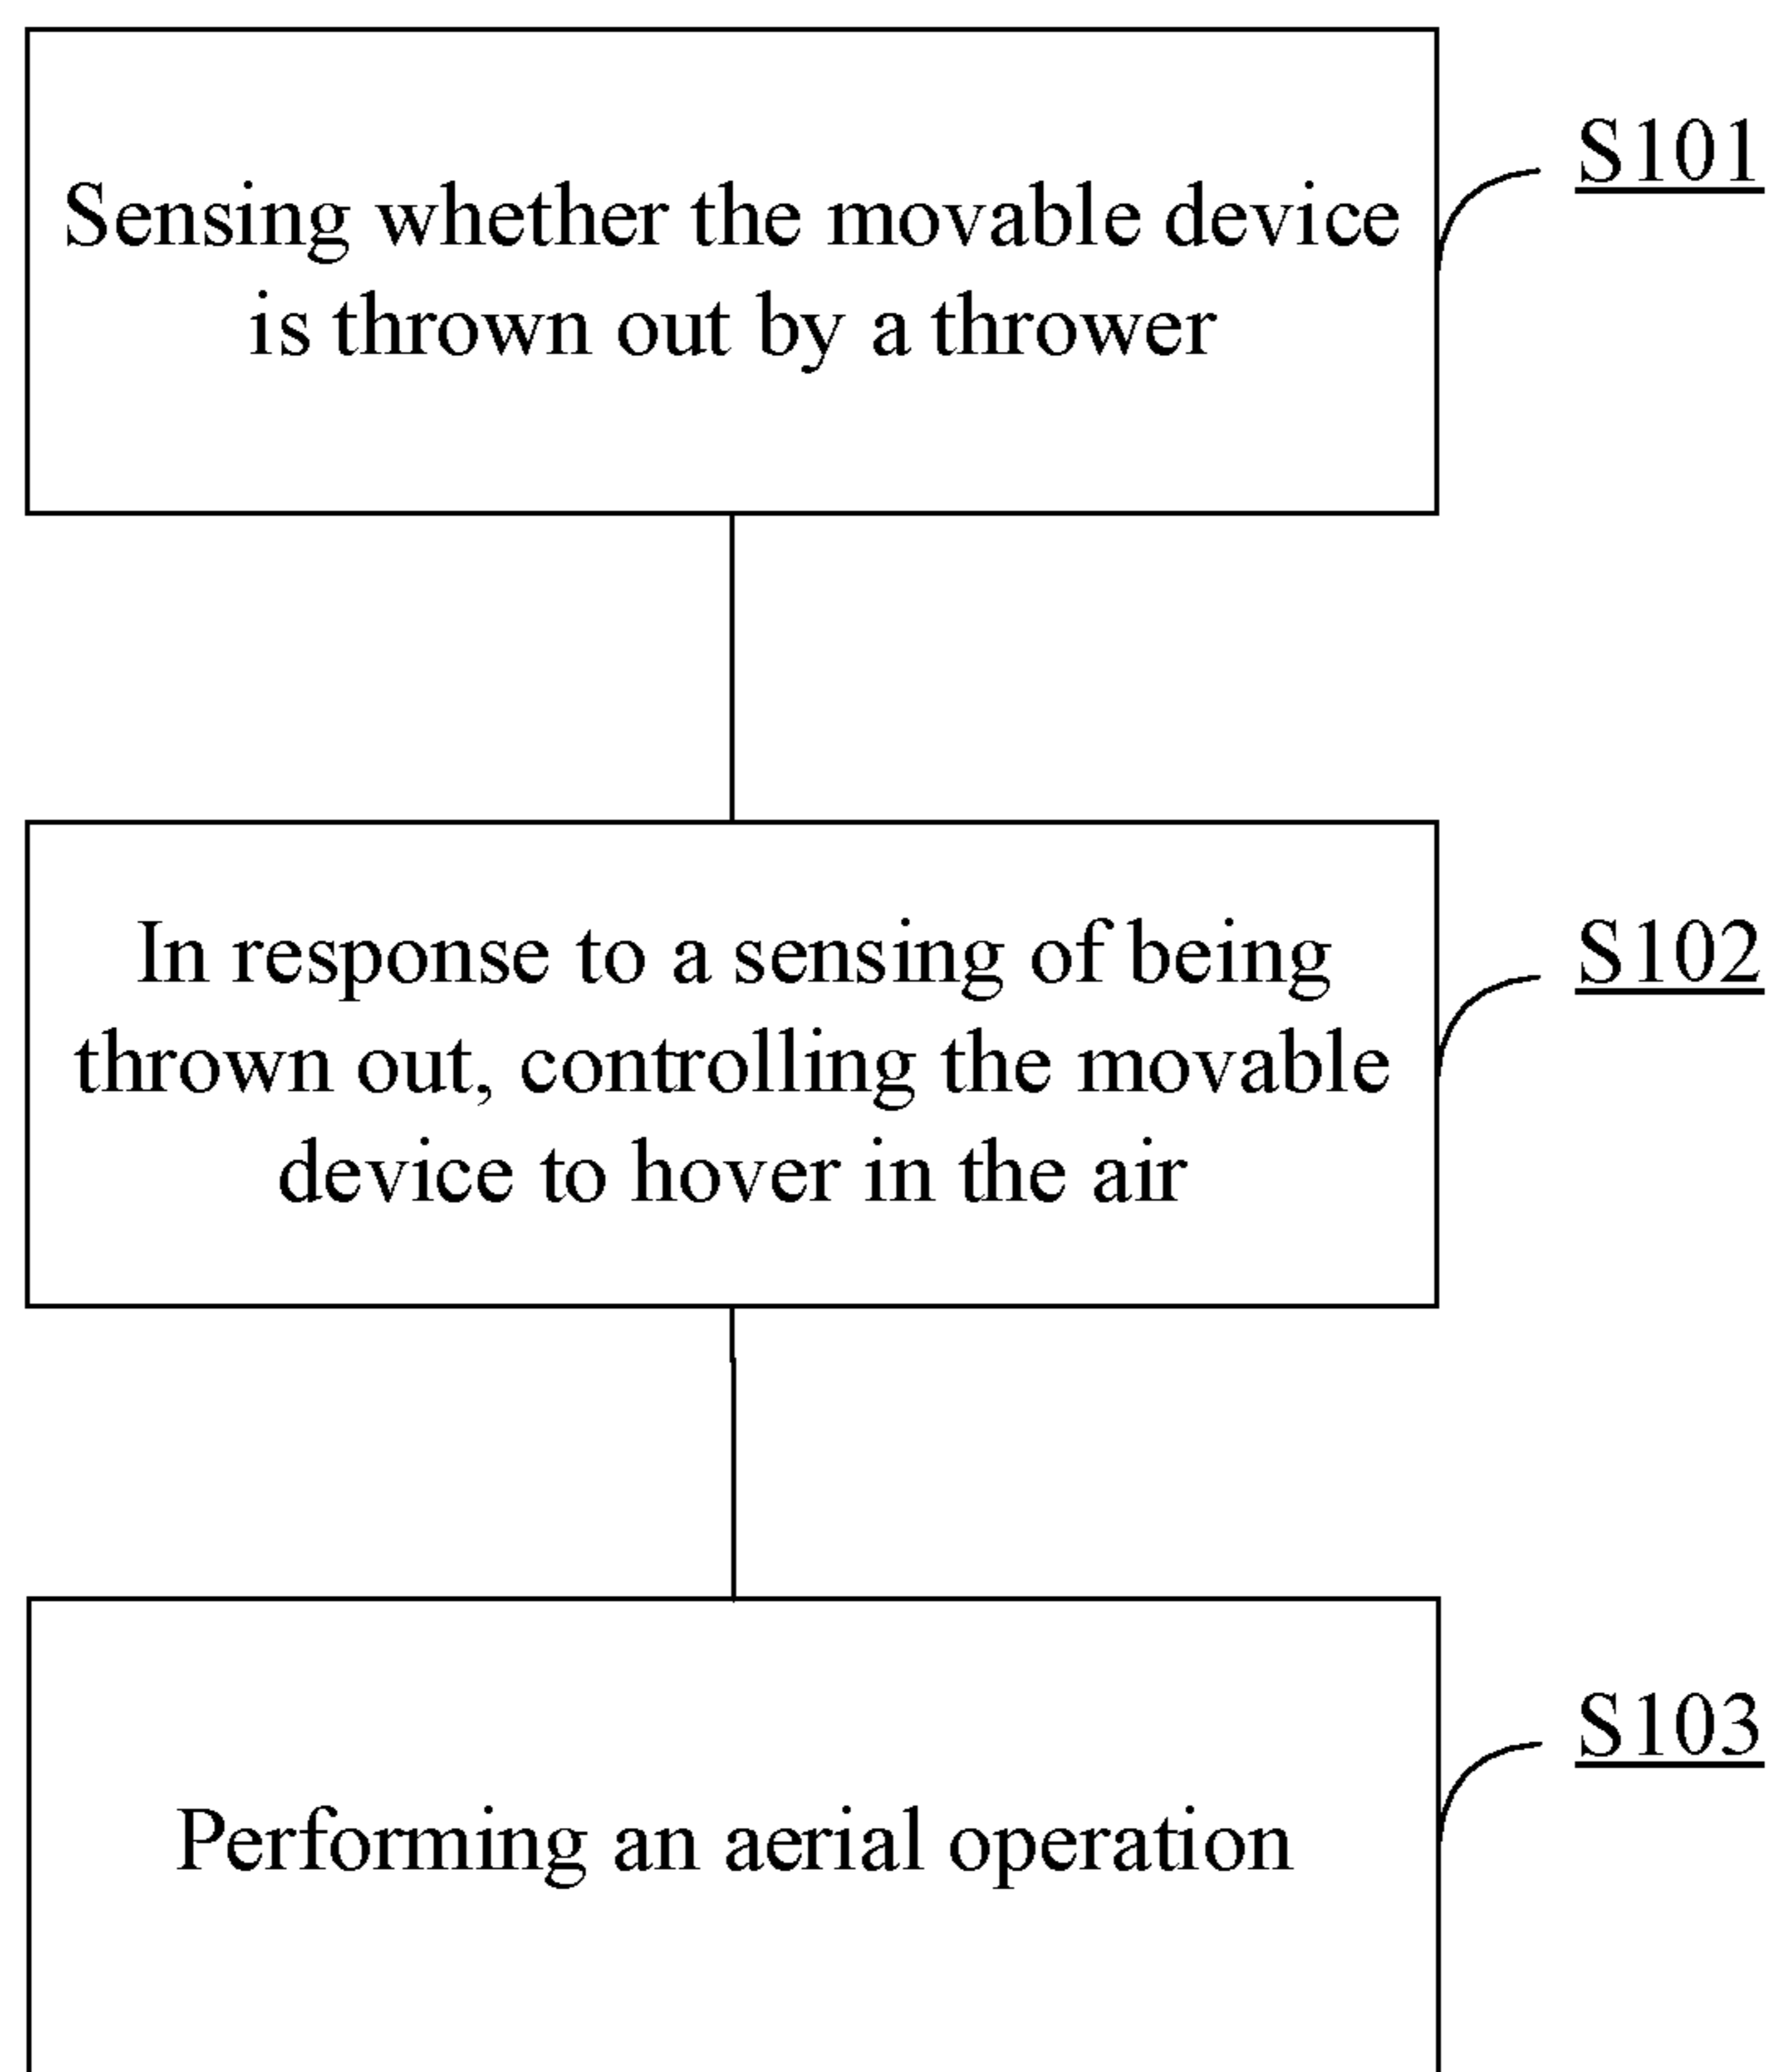 Sensing whether the movable device
is thrown out by a thrower
S101
In response to a sensing of being
thrown out, controlling the movable
device to hover in the air
S102
Performing an aerial operation
S103